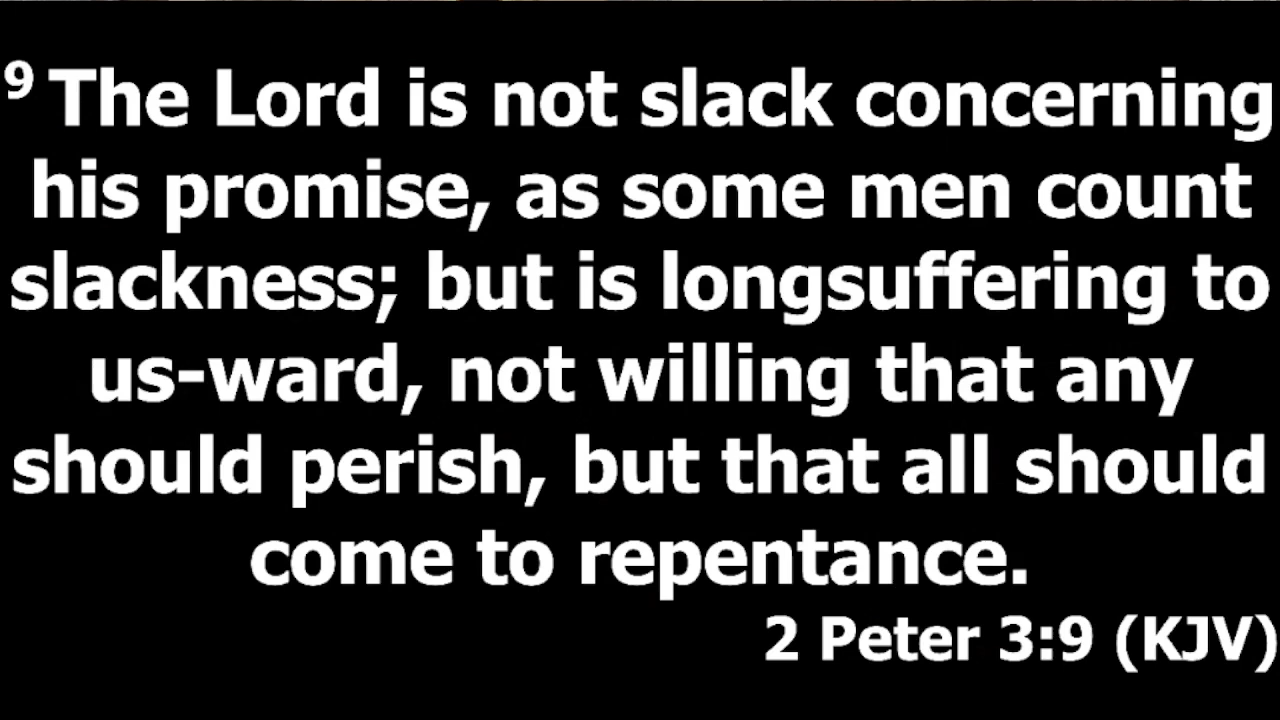 9 The Lord is not slack concerning
his promise, as some men count
slackness; but is longsuffering to
us-ward, not willing that any
should perish, but that all should
come to repentance.
2 Peter 3:9 (KJV)